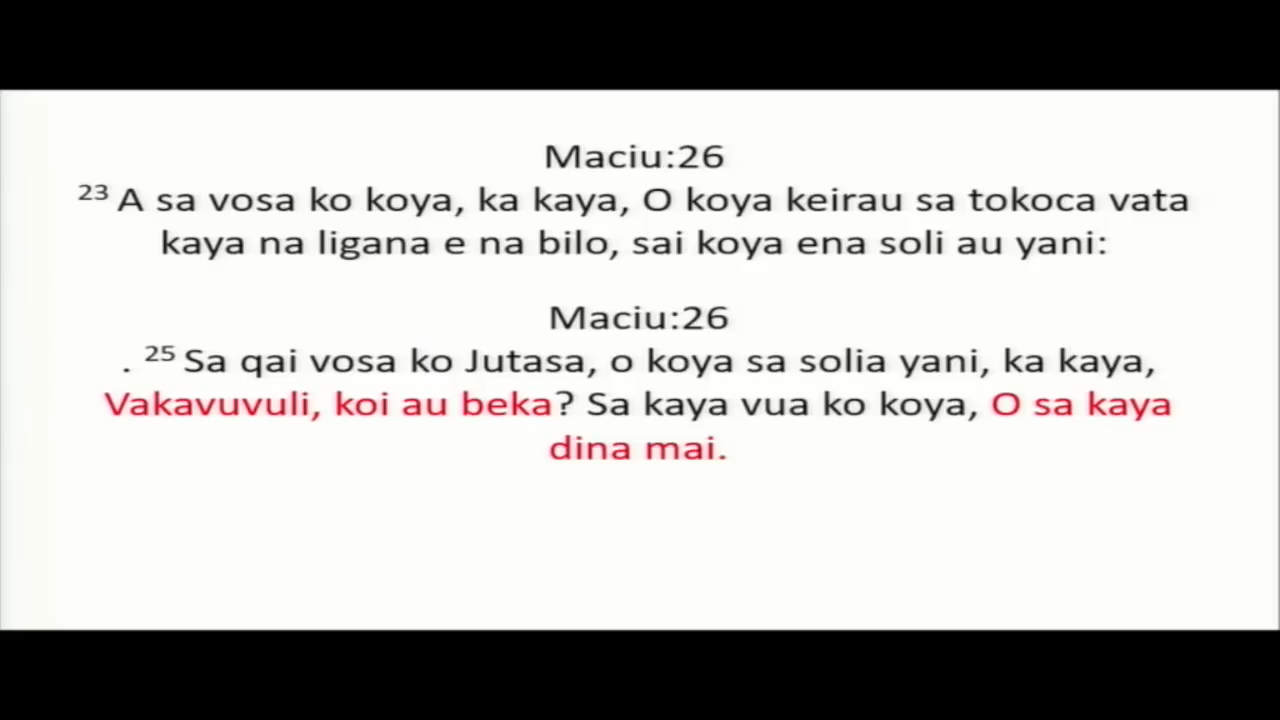 Maciu:26
23 A sa vosa ko koya, ka kaya, O koya keirau sa tokoca vata
kaya na ligana e na bilo, sai koya ena soli au yani:
Maciu:26
. 25 Sa qai vosa ko Jutasa, o koya sa solia yani, ka kaya,
Vakavuvuli, koi au beka? Sa kaya vua ko koya, O sa kaya
dina mai.